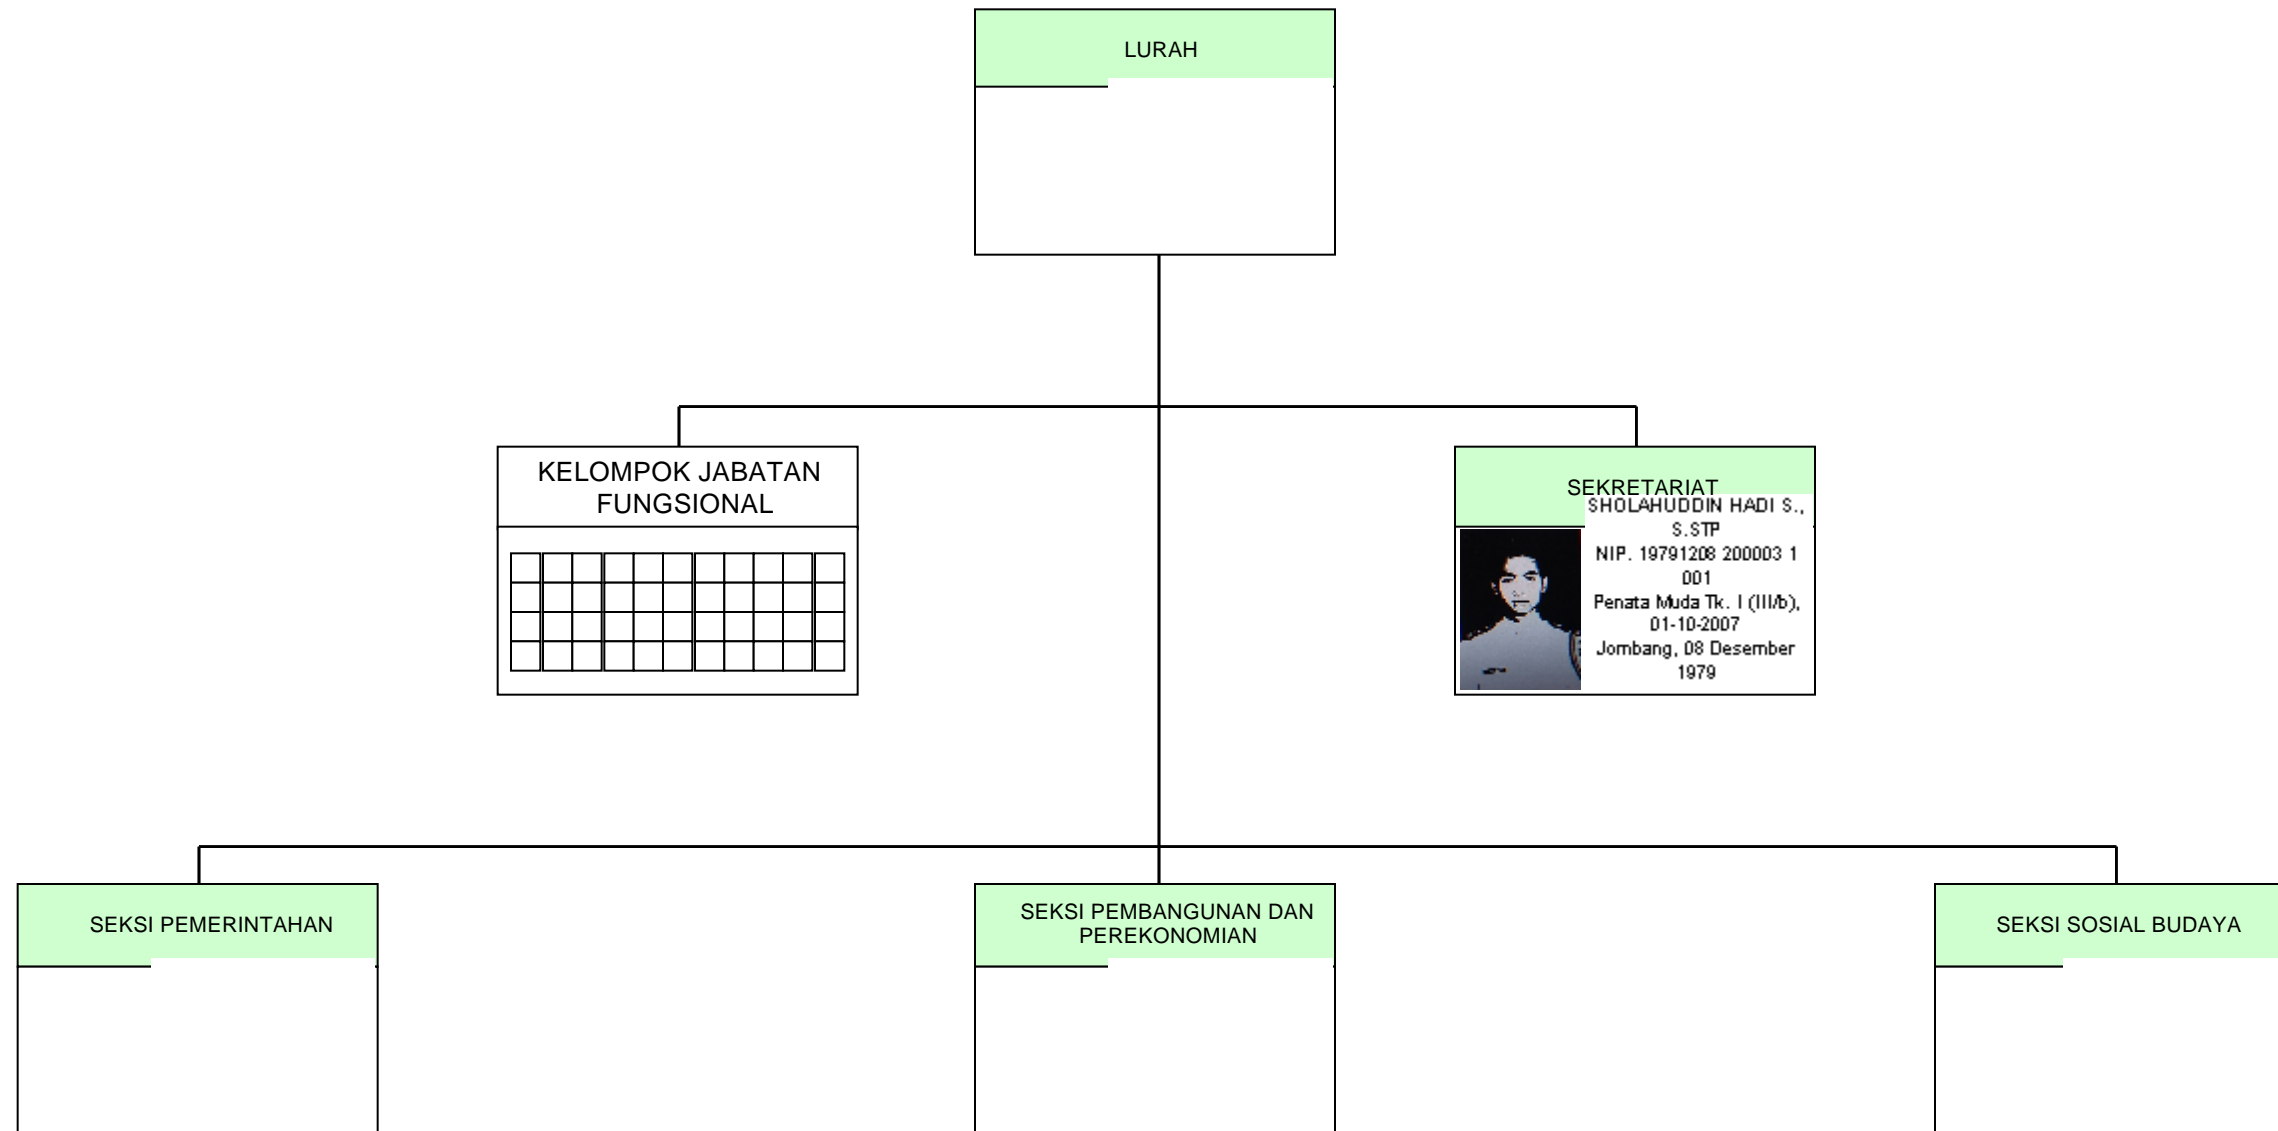 LURAH
KELOMPOK JABATAN
FUNGSIONAL
SEKRETARIAT
SHOLAHUDDIN HADI S.,
S.STP
NIP. 19791208 200003 1
001
Penata Muda Tk. I (III/b),
01-10-2007
Jombang, 08 Desember
1979
SEKSI PEMERINTAHAN
SEKSI PEMBANGUNAN DAN
PEREKONOMIAN
SEKSI SOSIAL BUDAYA